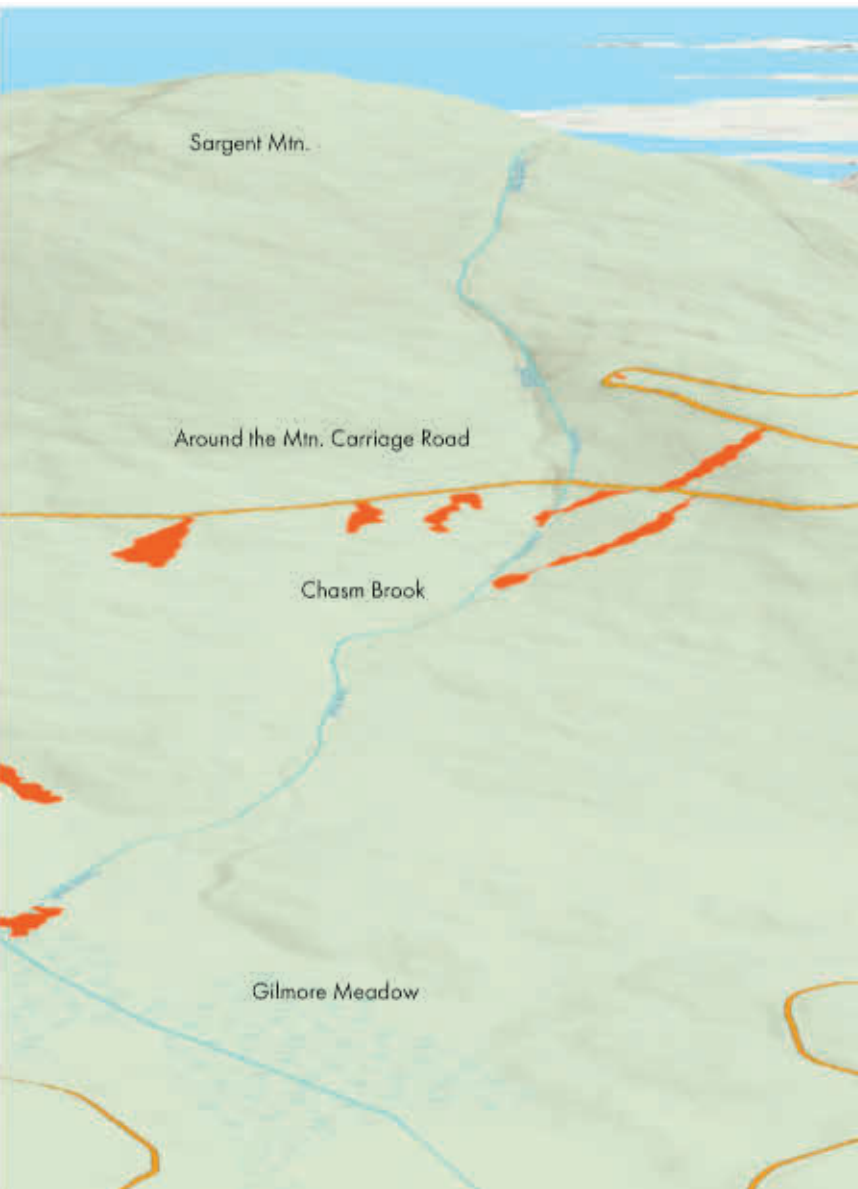 Sargent Mtn.
Around the Mtn. Carriage Road
Chasm Brook
Gilmore Meadow